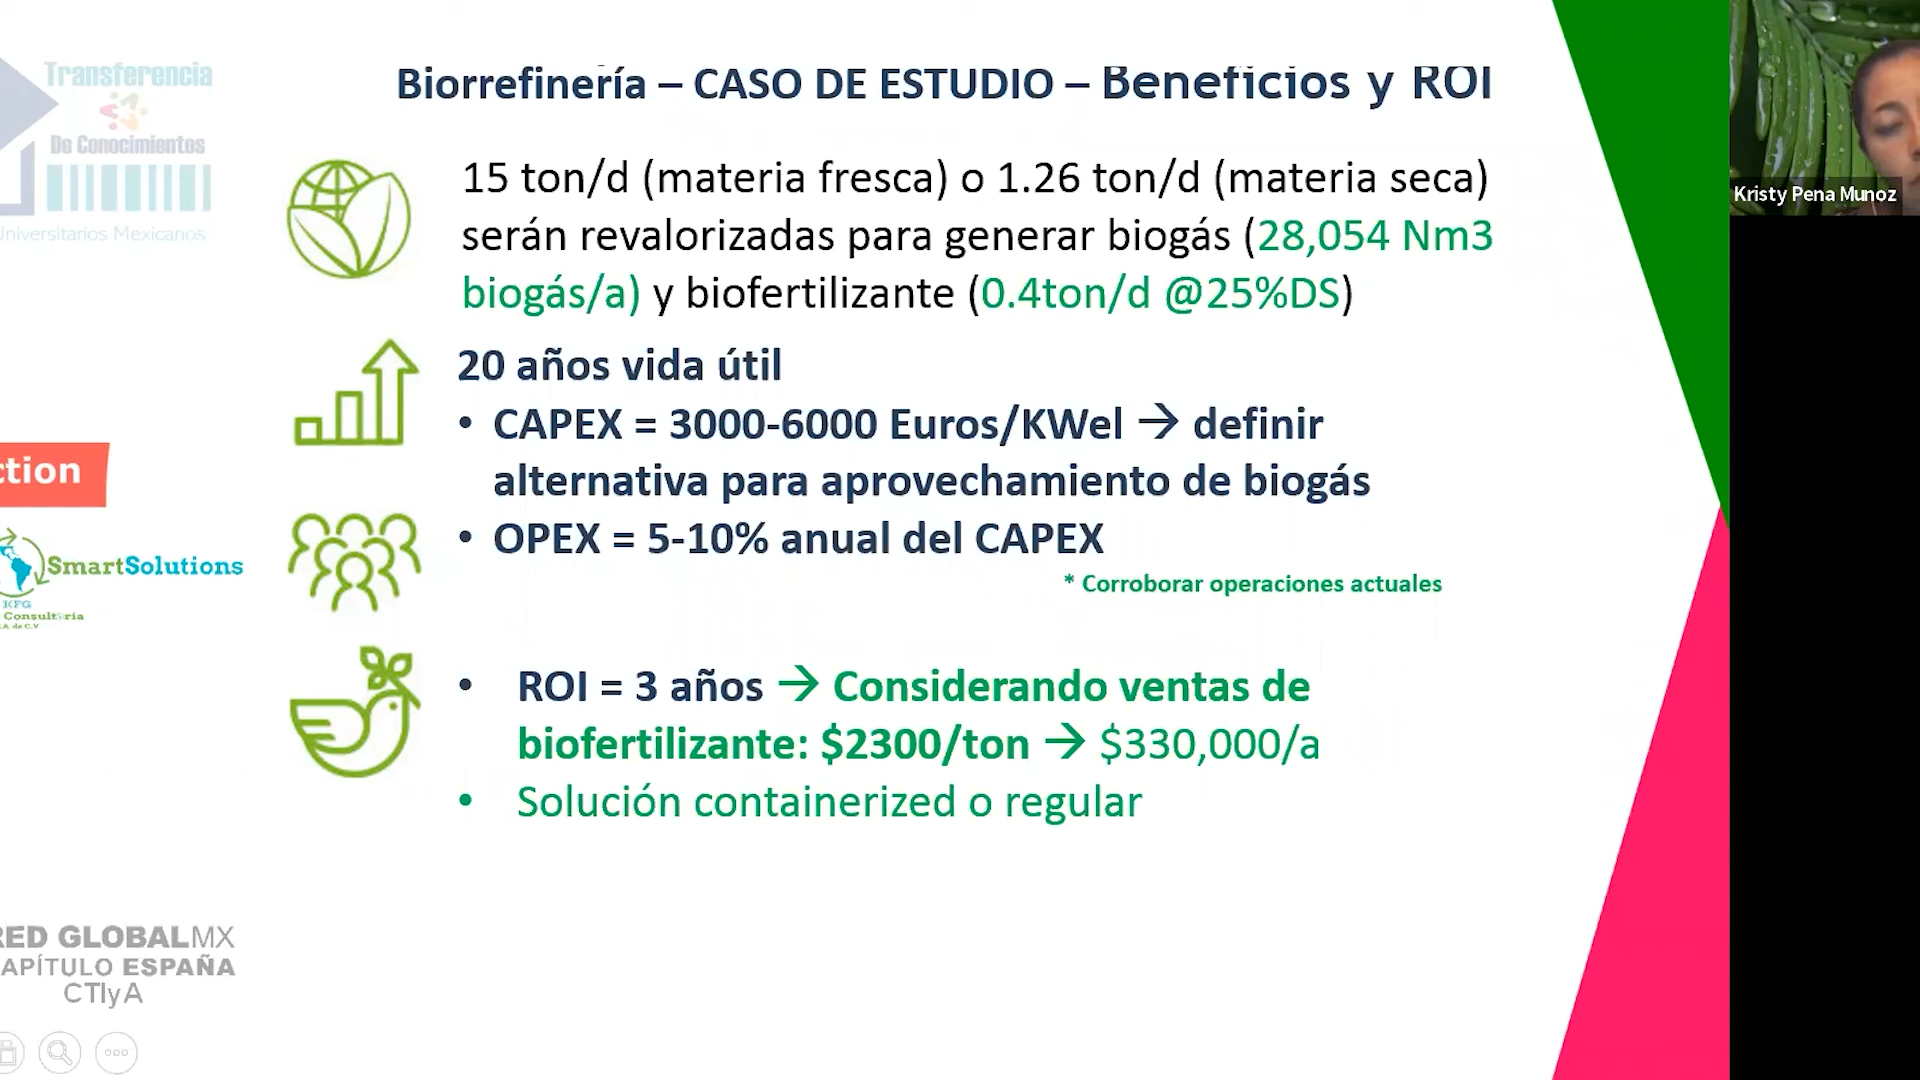 Transferencia
De Conocimientos
Universitarios Mexicanos
Biorrefinería – CASO DE ESTUDIO – Beneficios y ROI
15 ton/d (materia fresca) o 1.26 ton/d (materia seca)
serán revalorizadas para generar biogás (28,054 Nm3
biogás/a) y biofertilizante (0.4ton/d @25%DS)
20 años vida útil
• CAPEX = 3000-6000 Euros/KWel → definir
alternativa para aprovechamiento de biogás
• OPEX = 5-10% anual del CAPEX
* Corroborar operaciones actuales
• ROI = 3 años → Considerando ventas de
biofertilizante: $2300/ton → $330,000/a
• Solución containerized o regular
ction
SmartSolutions
KFG
Consultoría
S.A. de C.V
RED GLOBALMX
CAPÍTULO ESPAÑA
CTIyA
Kristy Pena Munoz